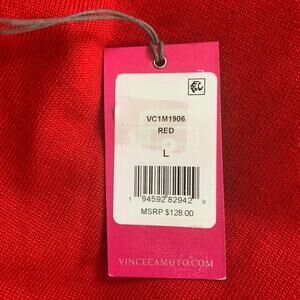 VC1M1906
RED
L
1 94592 82942 9
MSRP $128.00
VINCECAMUTO.COM